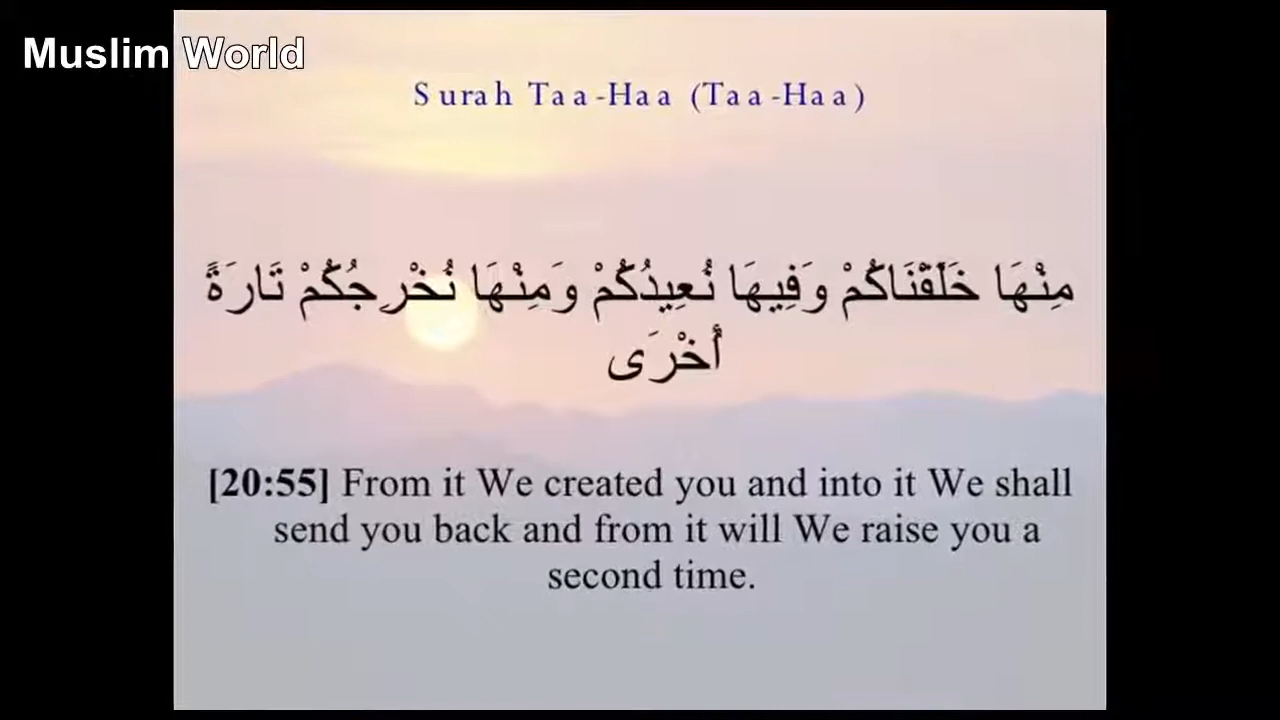 Muslim World
Surah Taa-Haa (Taa-Haa)
مِنْهَا خَلَقْنَاكُمْ وَفِيهَا نُعِيدُكُمْ وَمِنْهَا نُخْرِجُكُمْ تَارَةً
أُخْرَى
[20:55] From it We created you and into it We shall
send you back and from it will We raise you a
second time.